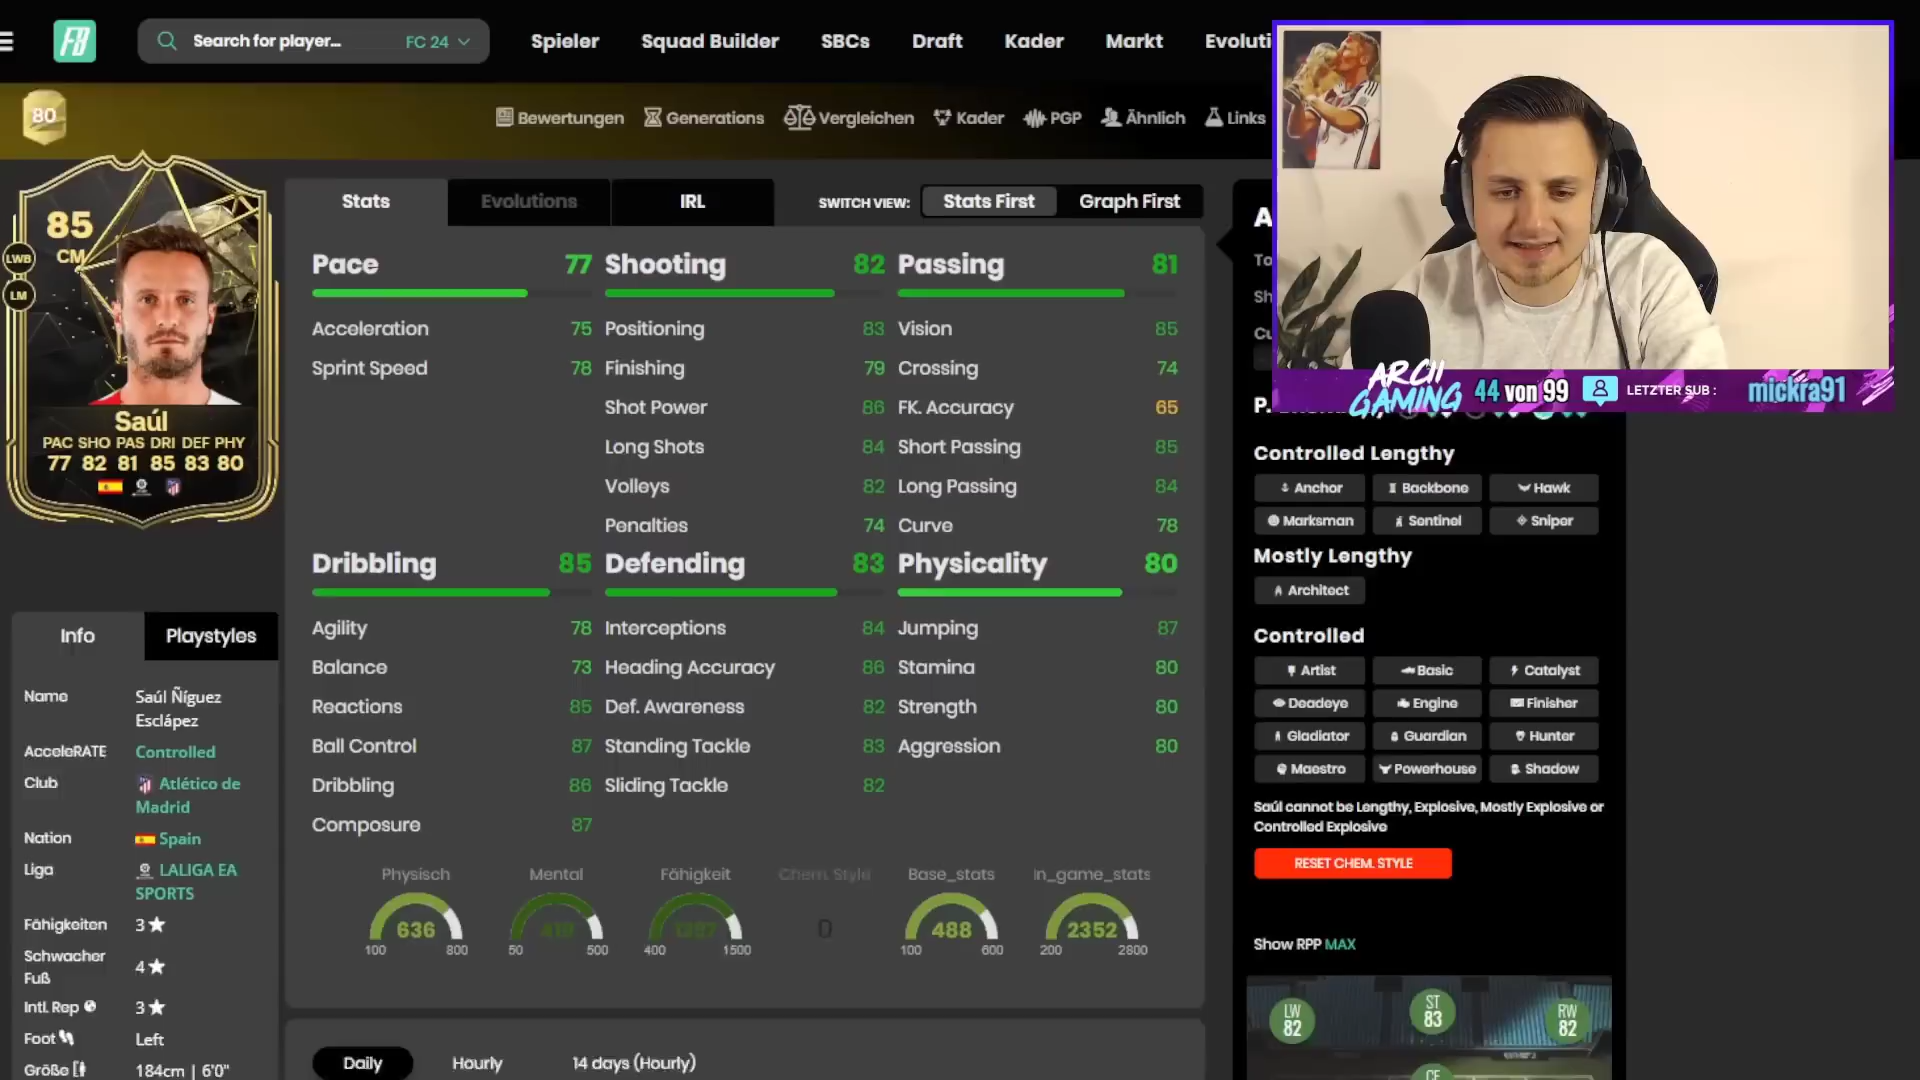 FB
Search for player...
FC 24
Spieler
Squad Builder
SBCs
Draft
Kader
Markt
80
Bewertungen
Generations
Vergleichen
Kader
PGP
Ähnlich
Links
85
CM
LWB
LM
Saúl
PAC SHO PAS DRI DEF PHY
77 82 81 85 83 80
Stats
Evolutions
IRL
SWITCH VIEW:
Stats First
Graph First
Pace 77
Acceleration 75
Sprint Speed 78
Shooting 82
Positioning 83
Finishing 79
Shot Power 86
Long Shots 84
Volleys 82
Penalties 74
Passing 81
Vision 85
Crossing 74
FK. Accuracy 65
Short Passing 85
Long Passing 84
Curve 78
Dribbling 85
Agility 78
Balance 73
Reactions 85
Ball Control 87
Dribbling 86
Composure 87
Defending 83
Interceptions 84
Heading Accuracy 86
Def. Awareness 82
Standing Tackle 83
Sliding Tackle 82
Physicality 80
Jumping 87
Stamina 80
Strength 80
Aggression 80
Physisch
636
100 800
Mental
50 500
Fähigkeit
400 1500
Chem. Style
0
Base_stats
488
100 600
In_game_stats
2352
200 2800
Daily
Hourly
14 days (Hourly)
Info
Playstyles
Name Saúl Ñíguez
Esclápez
AcceleRATE Controlled
Club Atlético de
Madrid
Nation Spain
Liga LALIGA EA
SPORTS
Fähigkeiten 3
Schwacher
Fuß 4
Intl. Rep 3
Foot Left
Größe 184cm | 6'0"
ARCII
GAMING
44 von 99
LETZTER SUB :
mickra91
Controlled Lengthy
Anchor
Backbone
Hawk
Marksman
Sentinel
Sniper
Mostly Lengthy
Architect
Controlled
Artist
Basic
Catalyst
Deadeye
Engine
Finisher
Gladiator
Guardian
Hunter
Maestro
Powerhouse
Shadow
Saúl cannot be Lengthy, Explosive, Mostly Explosive or
Controlled Explosive
RESET CHEM. STYLE
Show RPP MAX
LW
82
ST
83
RW
82